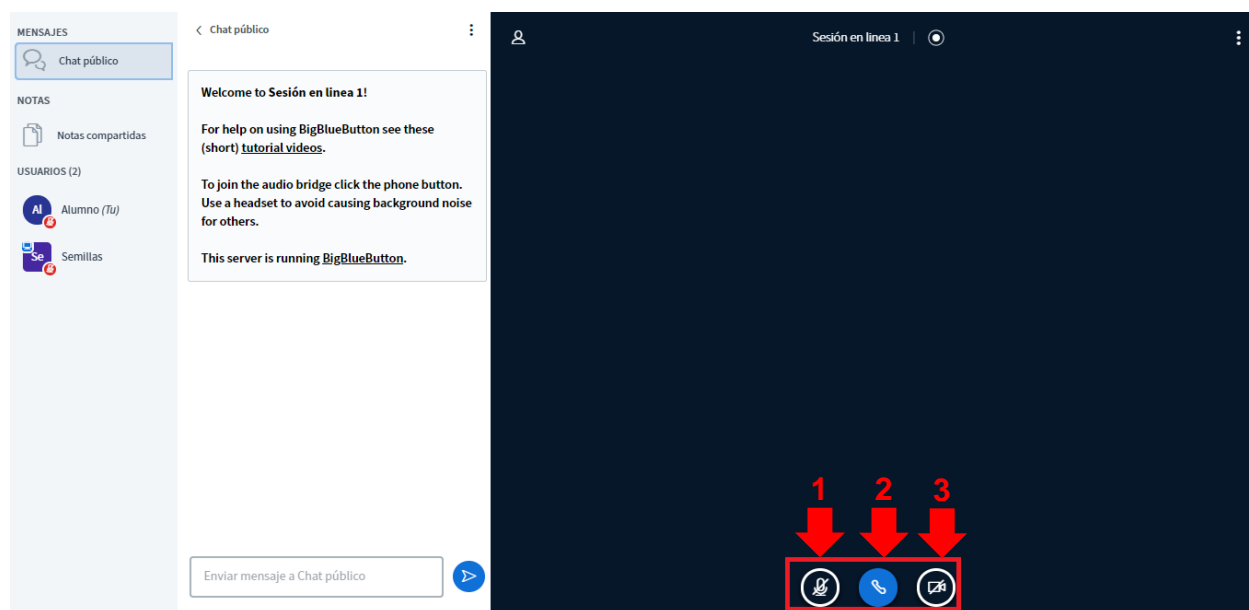 MENSAJES
Chat público
NOTAS
Notas compartidas
USUARIOS (2)
Al Alumno (Tu)
Se Semillas
Chat público
Welcome to Sesión en linea 1!
For help on using BigBlueButton see these
(short) tutorial videos.
To join the audio bridge click the phone button.
Use a headset to avoid causing background noise
for others.
This server is running BigBlueButton.
Enviar mensaje a Chat público
Sesión en linea 1
1 2 3